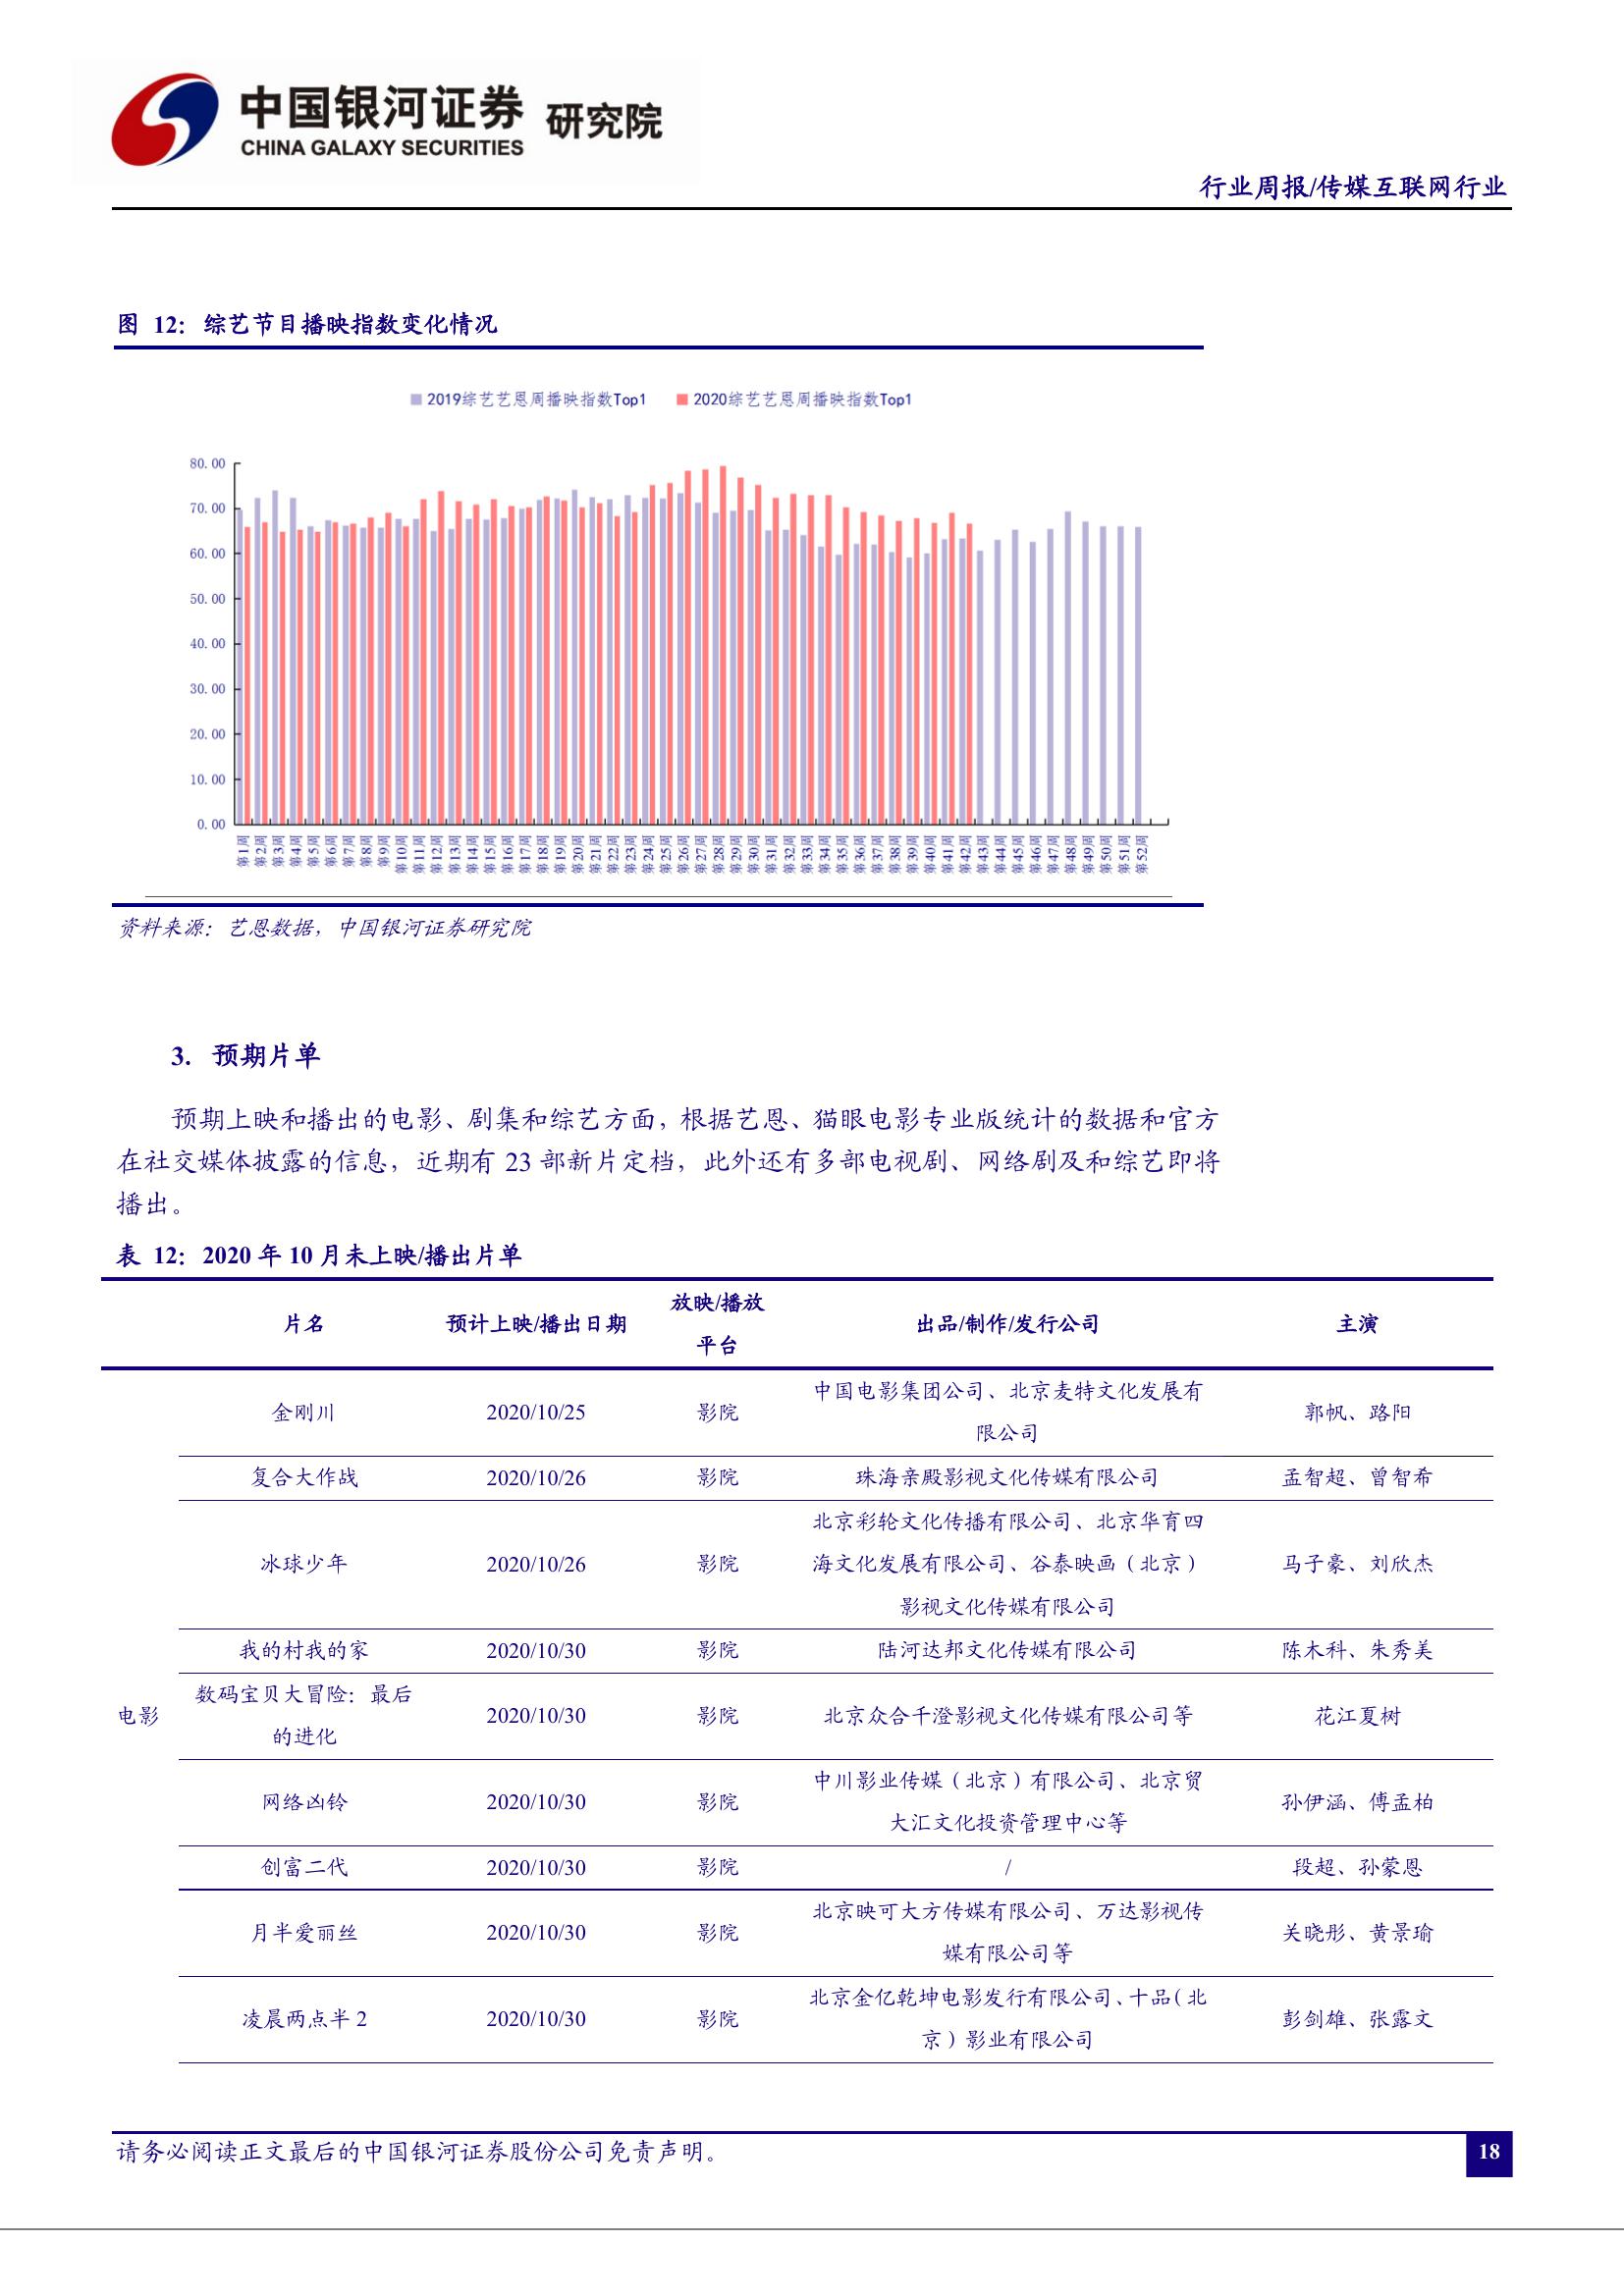 中国银河证券 研究院
CHINA GALAXY SECURITIES
行业周报/传媒互联网行业
图 12：综艺节目播映指数变化情况
2019综艺艺恩周播映指数Top1 2020综艺艺恩周播映指数Top1
80.00
70.00
60.00
50.00
40.00
30.00
20.00
10.00
0.00
第1周 第2周 第3周 第4周 第5周 第6周 第7周 第8周 第9周 第10周 第11周 第12周 第13周 第14周 第15周 第16周 第17周 第18周 第19周 第20周 第21周 第22周 第23周 第24周 第25周 第26周 第27周 第28周 第29周 第30周 第31周 第32周 第33周 第34周 第35周 第36周 第37周 第38周 第39周 第40周 第41周 第42周 第43周 第44周 第45周 第46周 第47周 第48周 第49周 第50周 第51周 第52周
资料来源：艺恩数据，中国银河证券研究院
3. 预期片单
预期上映和播出的电影、剧集和综艺方面，根据艺恩、猫眼电影专业版统计的数据和官方
在社交媒体披露的信息，近期有 23 部新片定档，此外还有多部电视剧、网络剧及和综艺即将
播出。
表 12：2020 年 10 月未上映/播出片单
片名 预计上映/播出日期 放映/播放
平台 出品/制作/发行公司 主演
电影
金刚川 2020/10/25 影院 中国电影集团公司、北京麦特文化发展有
限公司 郭帆、路阳
复合大作战 2020/10/26 影院 珠海亲殿影视文化传媒有限公司 孟智超、曾智希
冰球少年 2020/10/26 影院 北京彩轮文化传播有限公司、北京华育四
海文化发展有限公司、谷泰映画（北京）
影视文化传媒有限公司 马子豪、刘欣杰
我的村我的家 2020/10/30 影院 陆河达邦文化传媒有限公司 陈木科、朱秀美
数码宝贝大冒险：最后
的进化 2020/10/30 影院 北京众合千澄影视文化传媒有限公司等 花江夏树
网络凶铃 2020/10/30 影院 中川影业传媒（北京）有限公司、北京贸
大汇文化投资管理中心等 孙伊涵、傅孟柏
创富二代 2020/10/30 影院 / 段超、孙蒙恩
月半爱丽丝 2020/10/30 影院 北京映可大方传媒有限公司、万达影视传
媒有限公司等 关晓彤、黄景瑜
凌晨两点半 2 2020/10/30 影院 北京金亿乾坤电影发行有限公司、十品（北
京）影业有限公司 彭剑雄、张露文
请务必阅读正文最后的中国银河证券股份公司免责声明。
18